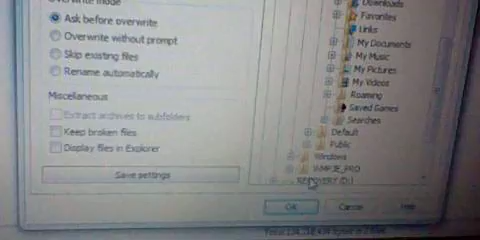 Overwrite mode
Ask before overwrite
Overwrite without prompt
Skip existing files
Rename automatically
Miscellaneous
Extract archives to subfolders
Keep broken files
Display files in Explorer
Save settings
Downloads
Favorites
Links
My Documents
My Music
My Pictures
My Videos
Roaming
Saved Games
Searches
Default
Public
Windows
RECOVERY (D:)
OK
Cancel
Help